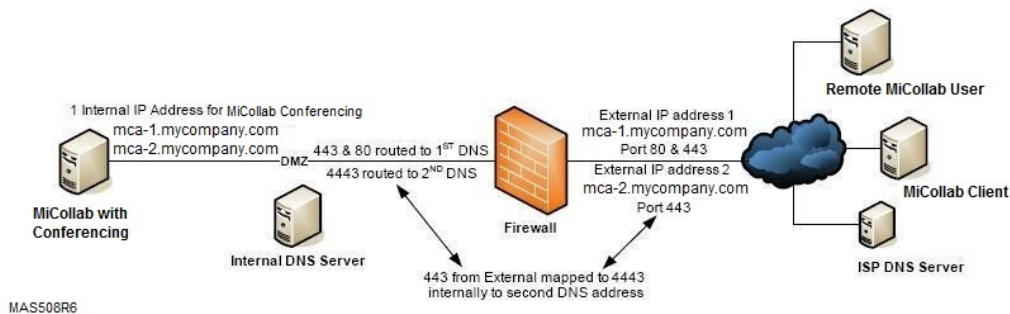 1 Internal IP Address for MiCollab Conferencing
mca-1.mycompany.com
mca-2.mycompany.com
MiCollab with
Conferencing
DMZ
443 & 80 routed to 1ST DNS
4443 routed to 2ND DNS
Internal DNS Server
Firewall
External IP address 1
mca-1.mycompany.com
Port 80 & 443
External IP address 2
mca-2.mycompany.com
Port 443
443 from External mapped to 4443
internally to second DNS address
Remote MiCollab User
MiCollab Client
ISP DNS Server
MAS508R6